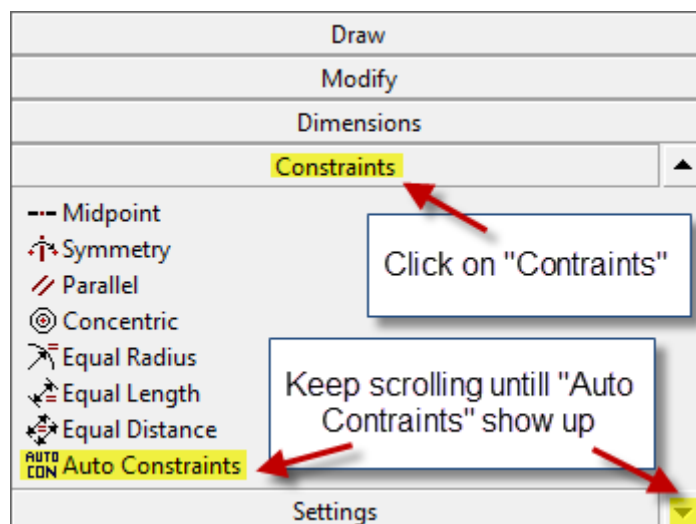 Draw
Modify
Dimensions
Constraints
Midpoint
Symmetry
Parallel
Concentric
Equal Radius
Equal Length
Equal Distance
AUTO
CON Auto Constraints
Click on "Contraints"
Keep scrolling untill "Auto
Contraints" show up
Settings